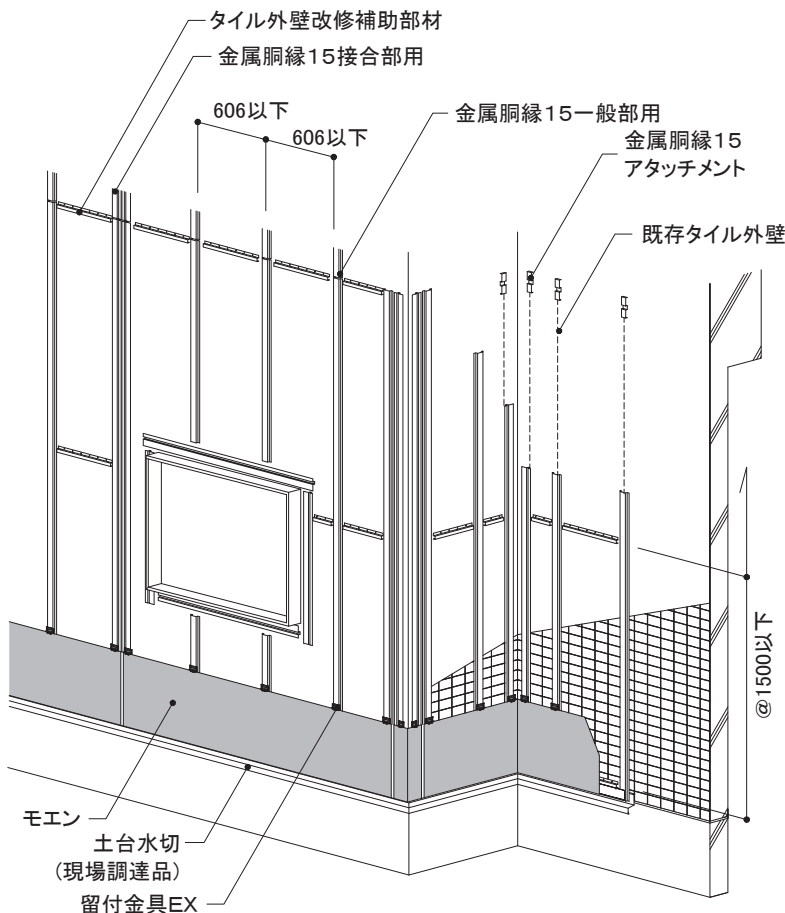 タイル外壁改修補助部材
金属胴縁15接合部用
606以下
606以下
金属胴縁15一般部用
金属胴縁15
アタッチメント
既存タイル外壁
@1500以下
モエン
土台水切
(現場調達品)
留付金具EX